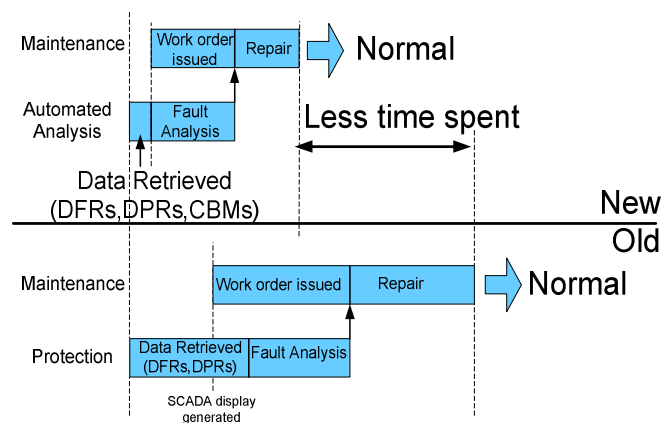 Maintenance
Work order
issued
Repair
Normal
Automated
Analysis
Fault
Analysis
Less time spent
Data Retrieved
(DFRs,DPRs,CBMs)
New
Old
Maintenance
Work order issued
Repair
Normal
Protection
Data Retrieved
(DFRs,DPRs)
Fault Analysis
SCADA display
generated